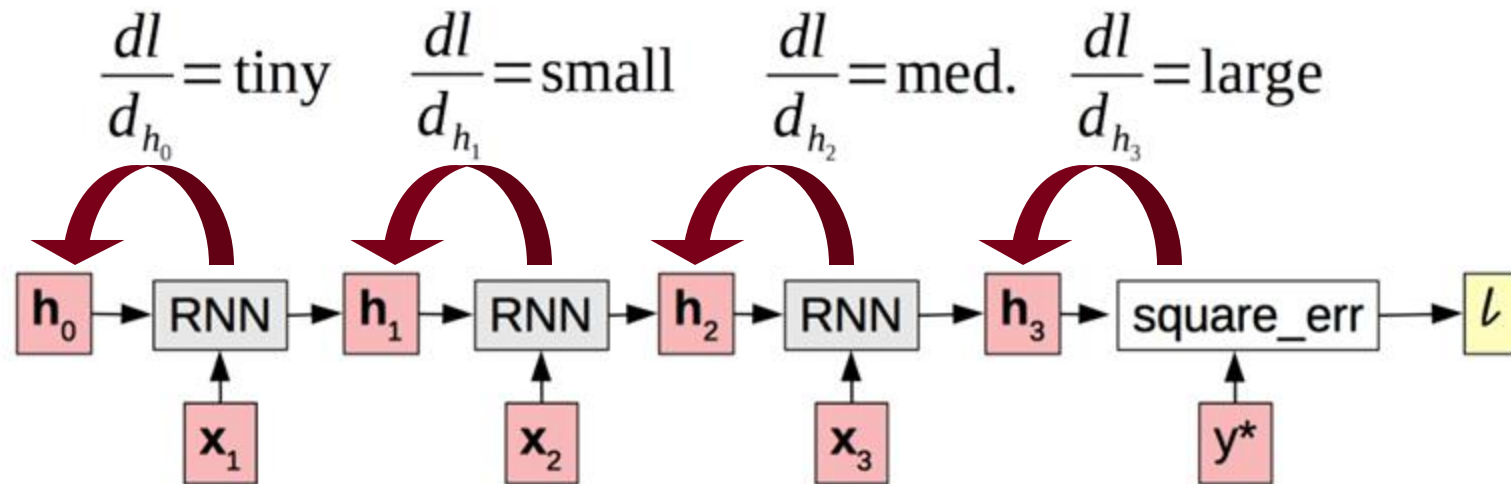 dl/d_h₀ = tiny dl/d_h₁ = small dl/d_h₂ = med. dl/d_h₃ = large
h₀ RNN h₁ RNN h₂ RNN h₃ square_err l
x₁ x₂ x₃ y*